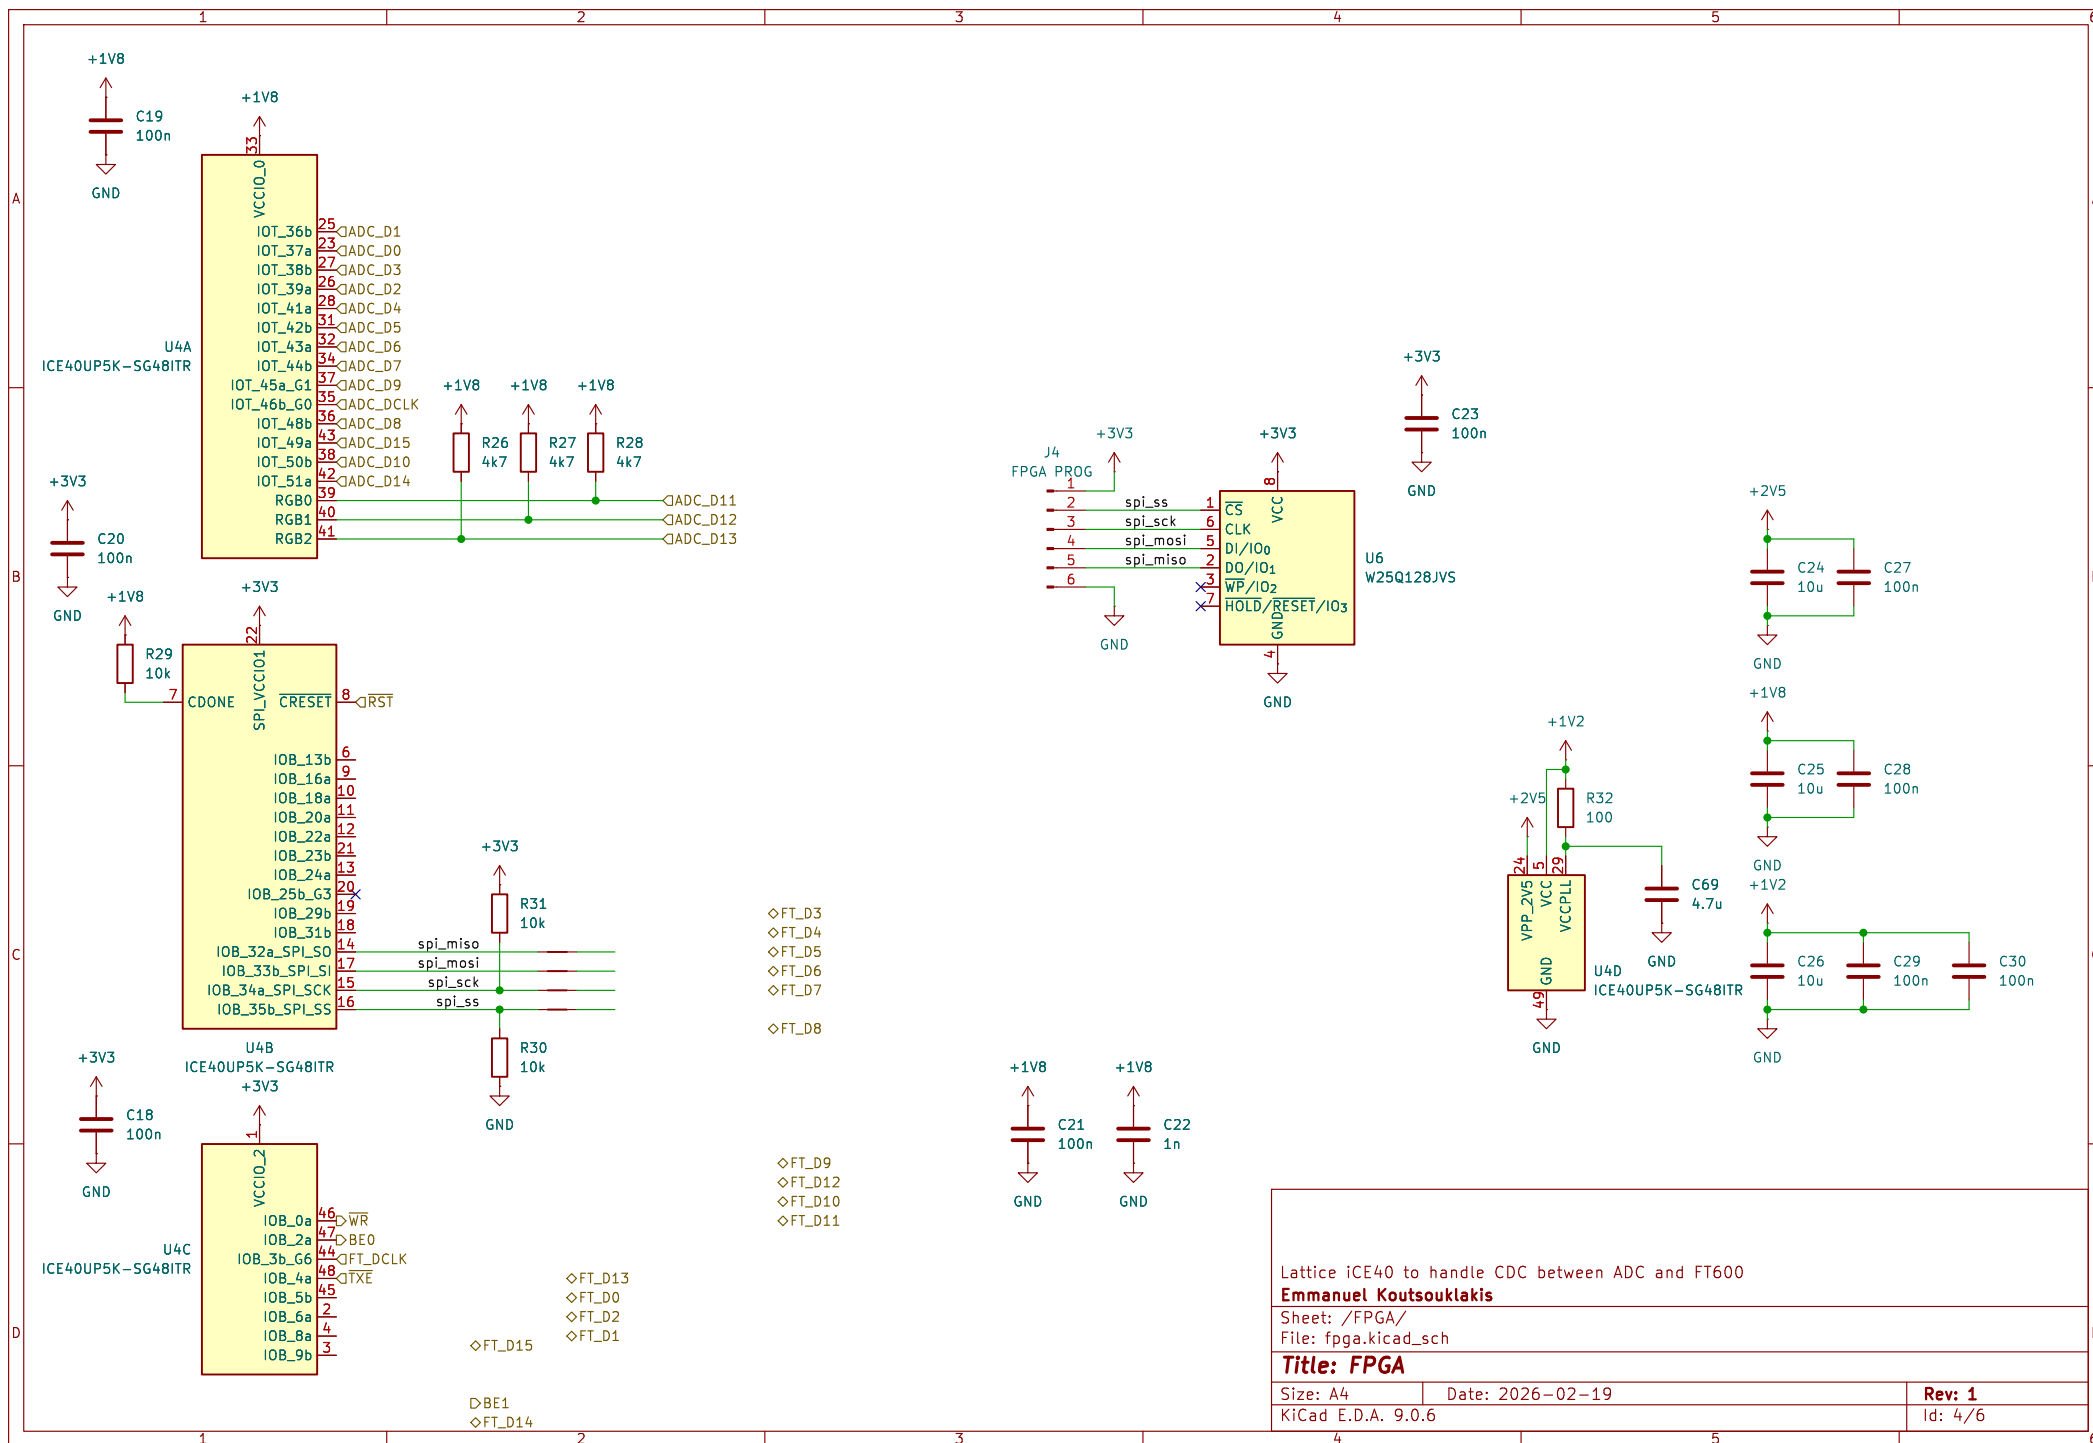 1 2 3 4 5 6
A
B
C
D
+1V8
C19
100n
GND
+1V8
33
VCCIO_0
IOT_36b 25 ADC_D1
IOT_37a 23 ADC_D0
IOT_38b 27 ADC_D3
IOT_39a 26 ADC_D2
IOT_41a 28 ADC_D4
IOT_42b 31 ADC_D5
IOT_43a 32 ADC_D6
IOT_44b 34 ADC_D7
IOT_45a_G1 37 ADC_D9
IOT_46b_G0 35 ADC_DCLK
IOT_48b 36 ADC_D8
IOT_49a 43 ADC_D15
IOT_50b 38 ADC_D10
IOT_51a 42 ADC_D14
RGB0 39 ADC_D11
RGB1 40 ADC_D12
RGB2 41 ADC_D13
U4A
ICE40UP5K-SG48ITR
+1V8 +1V8 +1V8
R26 R27 R28
4k7 4k7 4k7
+3V3
C20
100n
GND
+1V8
R29
10k
+3V3
22
SPI_VCCIO1
7 CDONE
CRESET 8 RST
IOB_13b 6
IOB_16a 9
IOB_18a 10
IOB_20a 11
IOB_22a 12
IOB_23b 21
IOB_24a 13
IOB_25b_G3 20
IOB_29b 19
IOB_31b 18
IOB_32a_SPI_SO 14 spi_miso
IOB_33b_SPI_SI 17 spi_mosi
IOB_34a_SPI_SCK 15 spi_sck
IOB_35b_SPI_SS 16 spi_ss
U4B
ICE40UP5K-SG48ITR
+3V3
R31
10k
R30
10k
GND
+3V3
C18
100n
GND
+3V3
1
VCCIO_2
IOB_0a 46 WR
IOB_2a 47 BE0
IOB_3b_G6 44 FT_DCLK
IOB_4a 48 TXE
IOB_5b 45
IOB_6a 2
IOB_8a 4
IOB_9b 3
U4C
ICE40UP5K-SG48ITR
FT_D3
FT_D4
FT_D5
FT_D6
FT_D7
FT_D8
FT_D9
FT_D12
FT_D10
FT_D11
FT_D13
FT_D0
FT_D2
FT_D1
FT_D15
BE1
FT_D14
+1V8 +1V8
C21 C22
100n 1n
GND GND
J4
FPGA PROG
+3V3
1
2 spi_ss 1 CS
3 spi_sck 6 CLK
4 spi_mosi 5 DI/IO0
5 spi_miso 2 DO/IO1
6 3 WP/IO2
7 HOLD/RESET/IO3
GND
+3V3
8
VCC
GND
4
GND
U6
W25Q128JVS
+3V3
C23
100n
GND
+1V2
R32
100
+2V5
24 5 29
VPP_2V5
VCC
VCCPLL
GND
49
GND
U4D
ICE40UP5K-SG48ITR
C69
4.7u
GND
+2V5
C24 C27
10u 100n
GND
+1V8
C25 C28
10u 100n
GND
+1V2
C26 C29 C30
10u 100n 100n
GND
Lattice iCE40 to handle CDC between ADC and FT600
Emmanuel Koutsouklakis
Sheet: /FPGA/
File: fpga.kicad_sch
Title: FPGA
Size: A4 Date: 2026-02-19 Rev: 1
KiCad E.D.A. 9.0.6 Id: 4/6
1 2 3 4 5 6